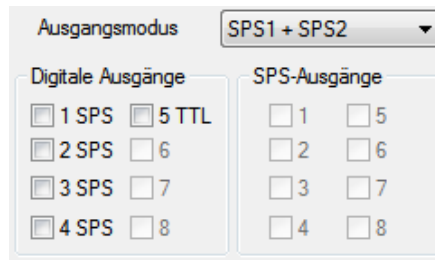 Ausgangsmodus SPS1 + SPS2
Digitale Ausgänge SPS-Ausgänge
1 SPS 5 TTL 1 5
2 SPS 6 2 6
3 SPS 7 3 7
4 SPS 8 4 8